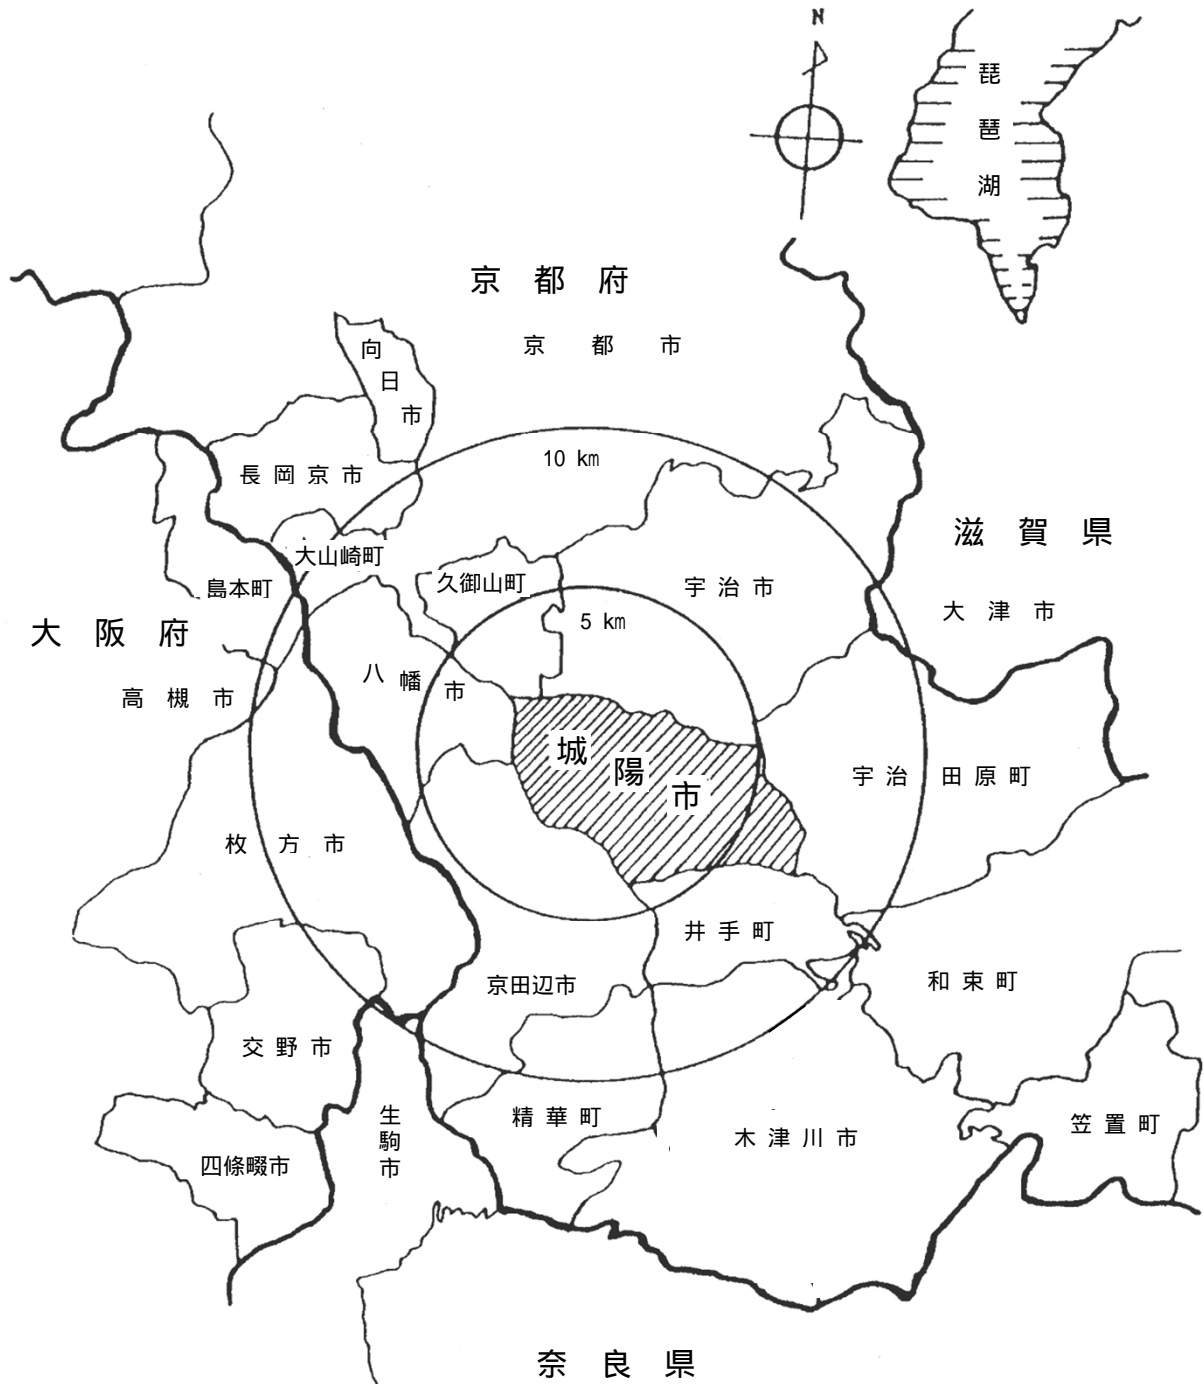 N
琵琶湖
京都府
京都市
向日市
10 km
長岡京市
滋賀県
大山崎町
久御山町
宇治市
島本町
大津市
5 km
大阪府
八幡市
高槻市
城陽市
宇治田原町
枚方市
井手町
京田辺市
和束町
交野市
精華町
生駒市
木津川市
笠置町
四條畷市
奈良県